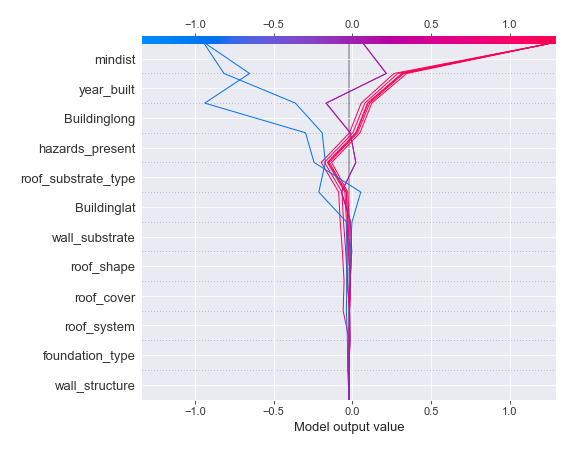 −1.0 −0.5 0.0 0.5 1.0
mindist
year_built
Buildinglong
hazards_present
roof_substrate_type
Buildinglat
wall_substrate
roof_shape
roof_cover
roof_system
foundation_type
wall_structure
−1.0 −0.5 0.0 0.5 1.0
Model output value